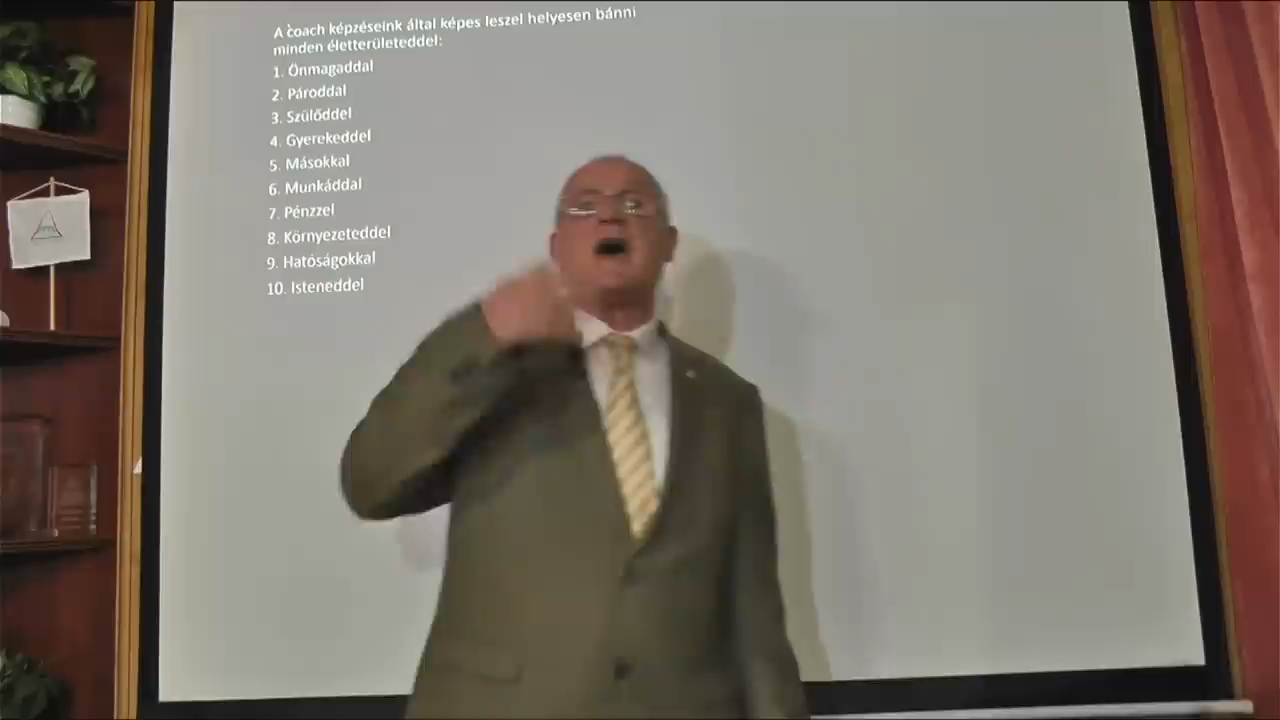 A coach képzéseink által képes leszel helyesen bánni
minden életterületeddel:
1. Önmagaddal
2. Pároddal
3. Szülőddel
4. Gyerekeddel
5. Másokkal
6. Munkáddal
7. Pénzzel
8. Környezeteddel
9. Hatóságokkal
10. Isteneddel